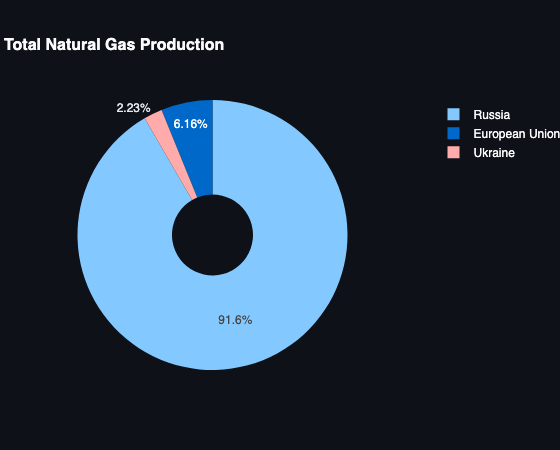 Total Natural Gas Production
2.23%
6.16%
91.6%
Russia
European Union
Ukraine